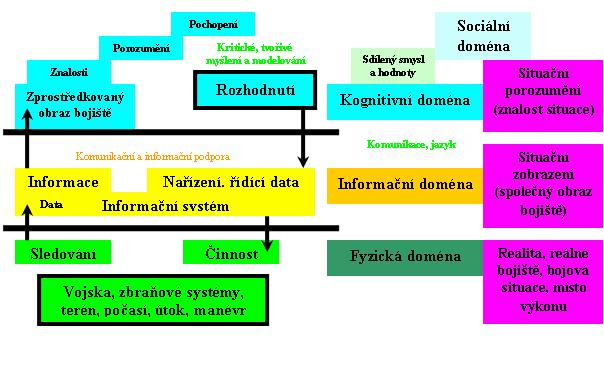 Pochopení
Porozumění
Kritické, tvořivé
myšlení a modelování
Znalosti
Zprostředkovaný
obraz bojiště
Rozhodnutí
Sociální
doména
Sdílený smysl
a hodnoty
Kognitivní doména
Situační
porozumění
(znalost situace)
Komunikační a informační podpora
Komunikace, jazyk
Informace
Nařízení. řídící data
Data
Informační svstém
Informační doména
Situační
zobrazení
(společný obraz
bojiště)
Sledování
Činnost
Fyzická doména
Realita, reálné
bojiště, bojová
situace, místo
výkonu
Vojska, zbraňové systémy,
terén, počasí, útok, manévr